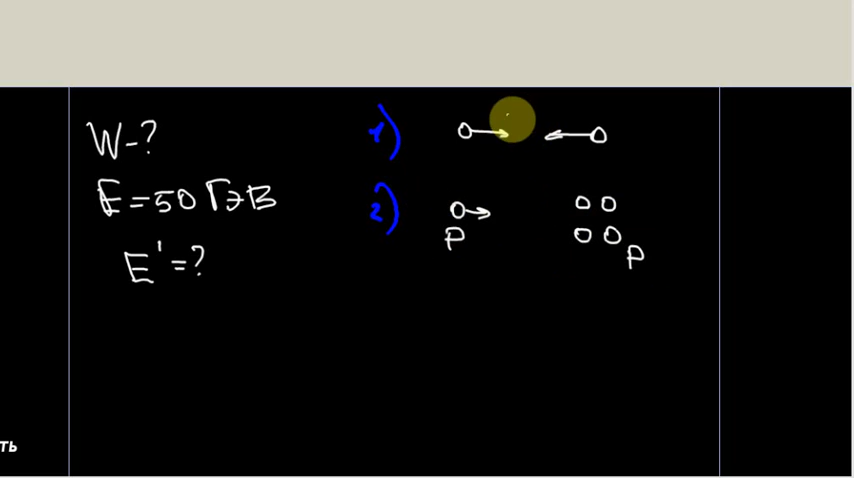 W-?
E = 50 ГэВ
E' = ?
1)
2)
P
P
ть